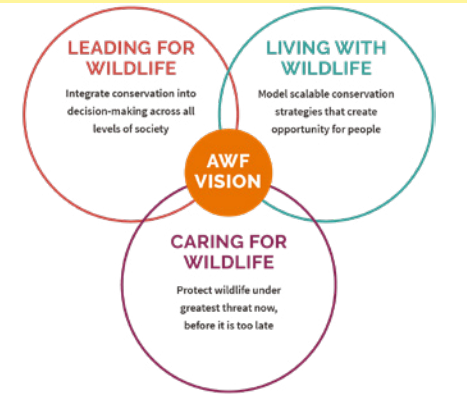 LEADING FOR
WILDLIFE
Integrate conservation into
decision-making across all
levels of society
LIVING WITH
WILDLIFE
Model scalable conservation
strategies that create
opportunity for people
AWF
VISION
CARING FOR
WILDLIFE
Protect wildlife under
greatest threat now,
before it is too late